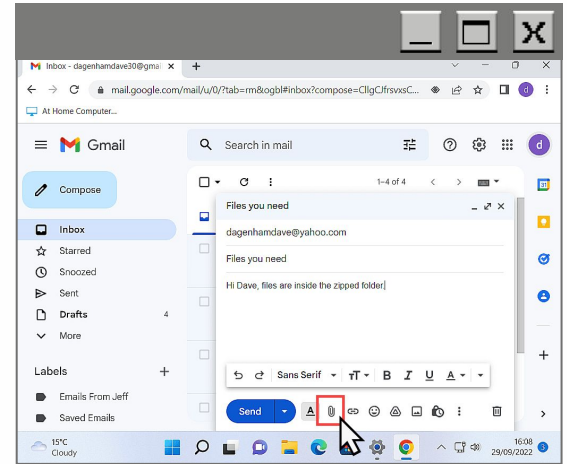 Inbox - dagenhamdave30@gmai
mail.google.com/mail/u/0/?tab=rm&ogbl#inbox?compose=CllgCJfrsvxsC...
d
At Home Computer...
Gmail
Search in mail
d
Compose
1–4 of 4
31
Files you need
Inbox
dagenhamdave@yahoo.com
Starred
Files you need
Snoozed
Hi Dave, files are inside the zipped folder
Sent
Drafts 4
More
Sans Serif
B I U A
Labels
Emails From Jeff
Send
A
Saved Emails
15°C
Cloudy
16:08
29/09/2022
3